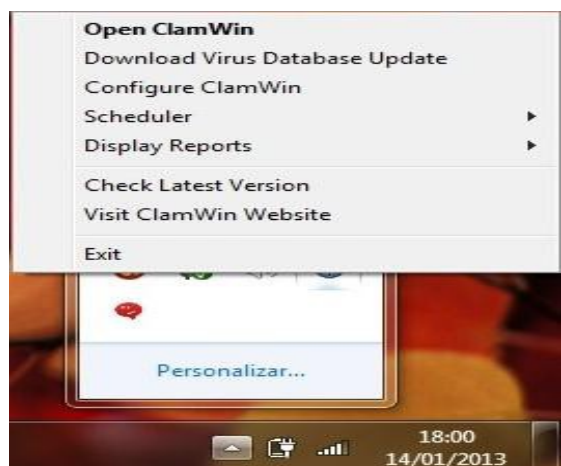 Open ClamWin
Download Virus Database Update
Configure ClamWin
Scheduler
Display Reports
Check Latest Version
Visit ClamWin Website
Exit
Personalizar...
18:00
14/01/2013